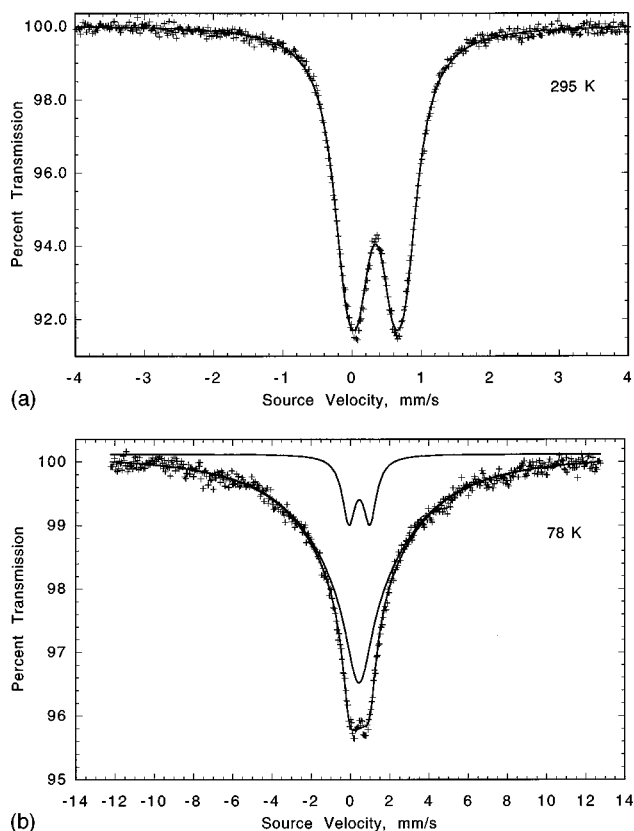 100.0
98.0
96.0
94.0
92.0
Percent Transmission
295 K
-4 -3 -2 -1 0 1 2 3 4
Source Velocity, mm/s
(a)
100
99
98
97
96
95
Percent Transmission
78 K
-14 -12 -10 -8 -6 -4 -2 0 2 4 6 8 10 12 14
Source Velocity, mm/s
(b)